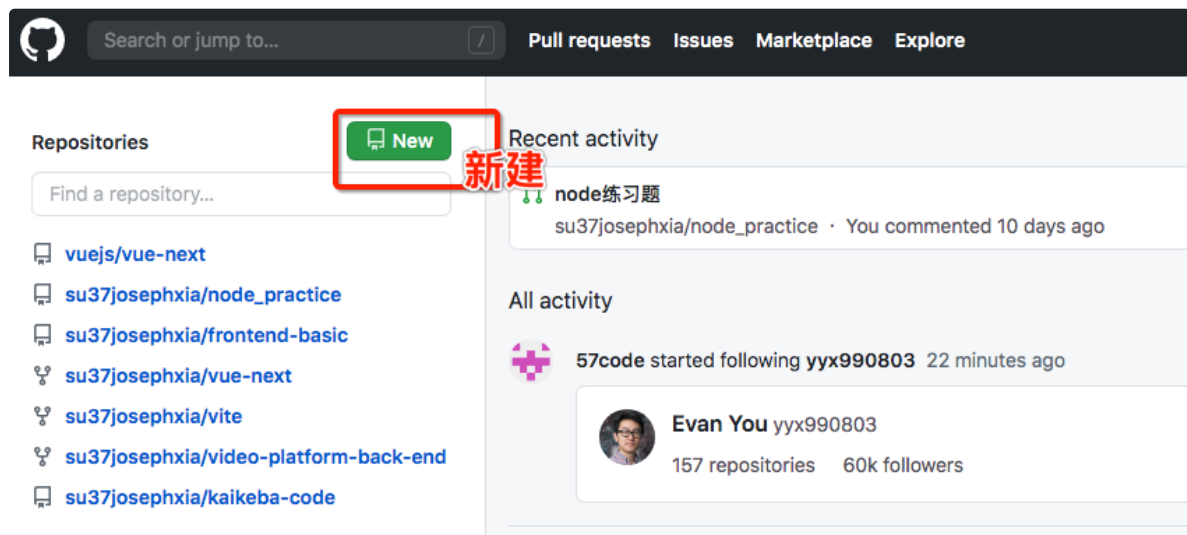 Search or jump to... /
Pull requests Issues Marketplace Explore
Repositories
New
新建
Find a repository...
vuejs/vue-next
su37josephxia/node_practice
su37josephxia/frontend-basic
su37josephxia/vue-next
su37josephxia/vite
su37josephxia/video-platform-back-end
su37josephxia/kaikeba-code
Recent activity
node练习题
su37josephxia/node_practice · You commented 10 days ago
All activity
57code started following yyx990803 22 minutes ago
Evan You yyx990803
157 repositories 60k followers